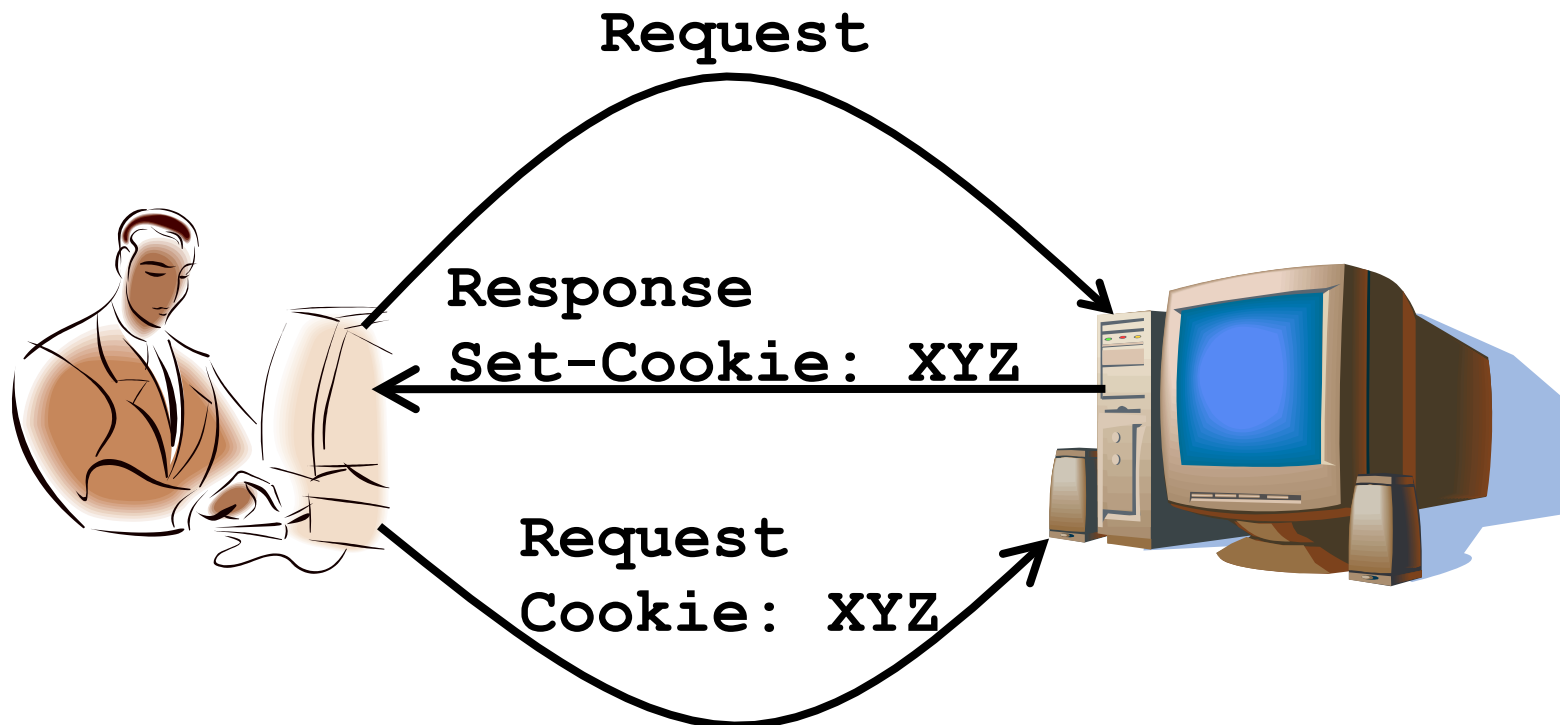 Request
Response
Set-Cookie: XYZ
Request
Cookie: XYZ